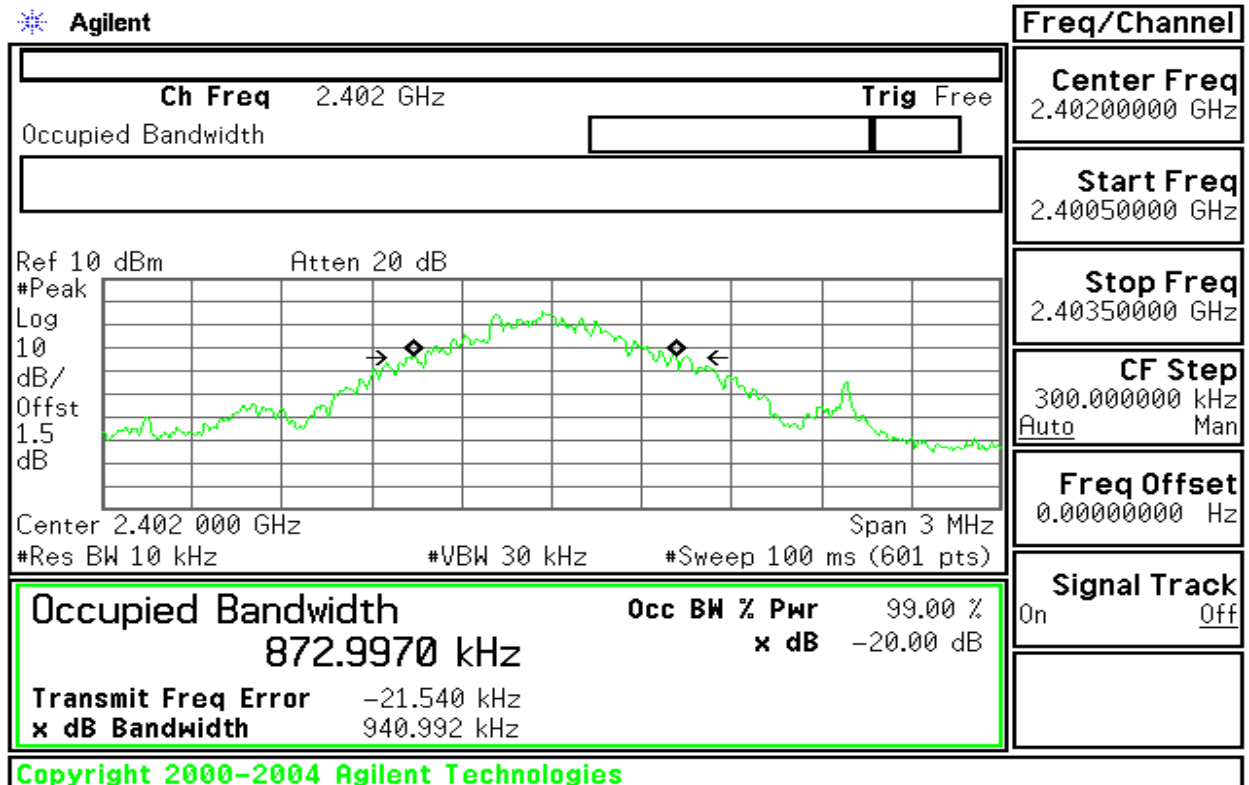 Agilent
Freq/Channel
Ch Freq 2.402 GHz Trig Free
Occupied Bandwidth
Center Freq
2.40200000 GHz
Start Freq
2.40050000 GHz
Stop Freq
2.40350000 GHz
CF Step
300.000000 kHz
Auto Man
Freq Offset
0.00000000 Hz
Signal Track
On Off
Ref 10 dBm Atten 20 dB
#Peak
Log
10
dB/
Offst
1.5
dB
Center 2.402 000 GHz Span 3 MHz
#Res BW 10 kHz #VBW 30 kHz #Sweep 100 ms (601 pts)
Occupied Bandwidth
872.9970 kHz
Occ BW % Pwr 99.00 %
x dB -20.00 dB
Transmit Freq Error -21.540 kHz
x dB Bandwidth 940.992 kHz
Copyright 2000-2004 Agilent Technologies